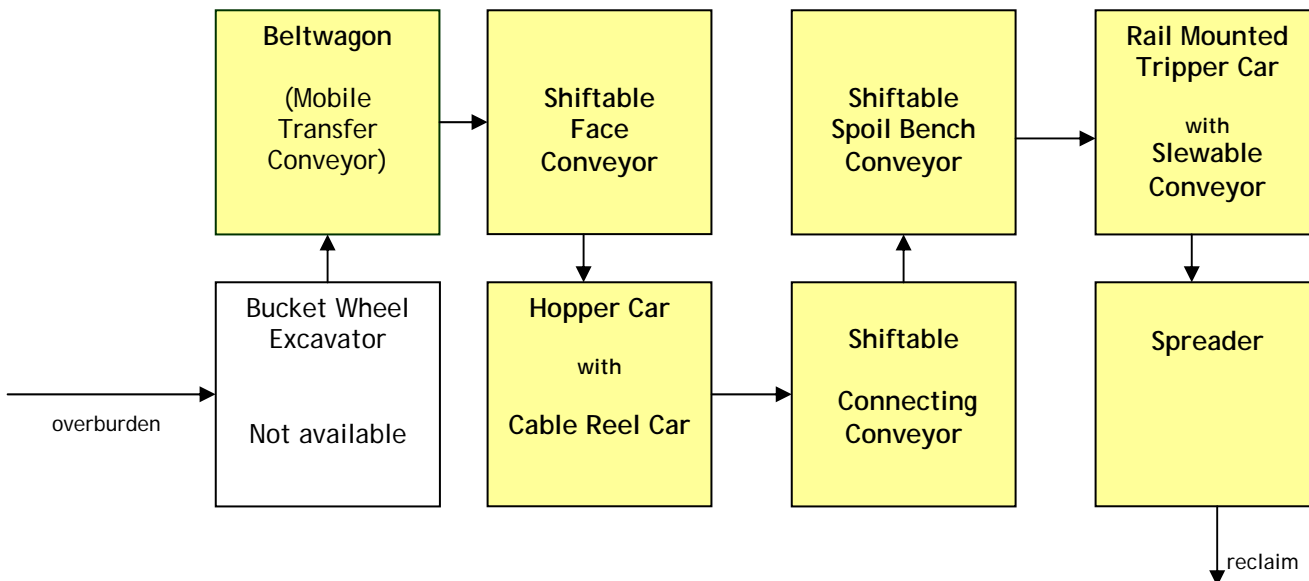 Beltwagon
(Mobile
Transfer
Conveyor)
Shiftable
Face
Conveyor
Shiftable
Spoil Bench
Conveyor
Rail Mounted
Tripper Car
with
Slewable
Conveyor
overburden
Bucket Wheel
Excavator
Not available
Hopper Car
with
Cable Reel Car
Shiftable
Connecting
Conveyor
Spreader
reclaim